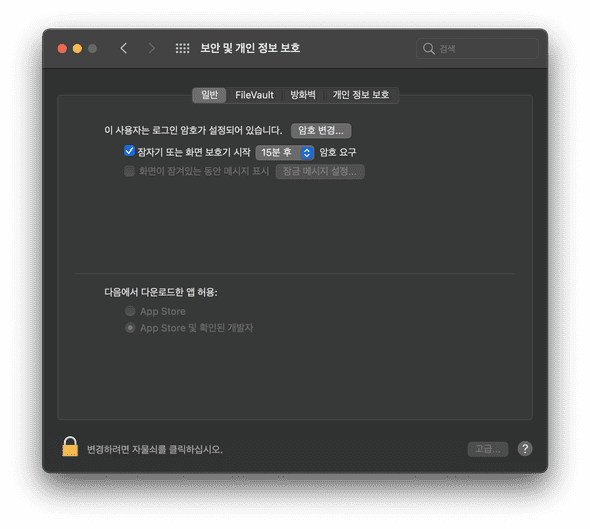 보안 및 개인 정보 보호
검색
일반 FileVault 방화벽 개인 정보 보호
이 사용자는 로그인 암호가 설정되어 있습니다. 암호 변경...
잠자기 또는 화면 보호기 시작 15분 후 암호 요구
화면이 잠겨있는 동안 메시지 표시 잠금 메시지 설정...
다음에서 다운로드한 앱 허용:
App Store
App Store 및 확인된 개발자
변경하려면 자물쇠를 클릭하십시오. 고급... ?